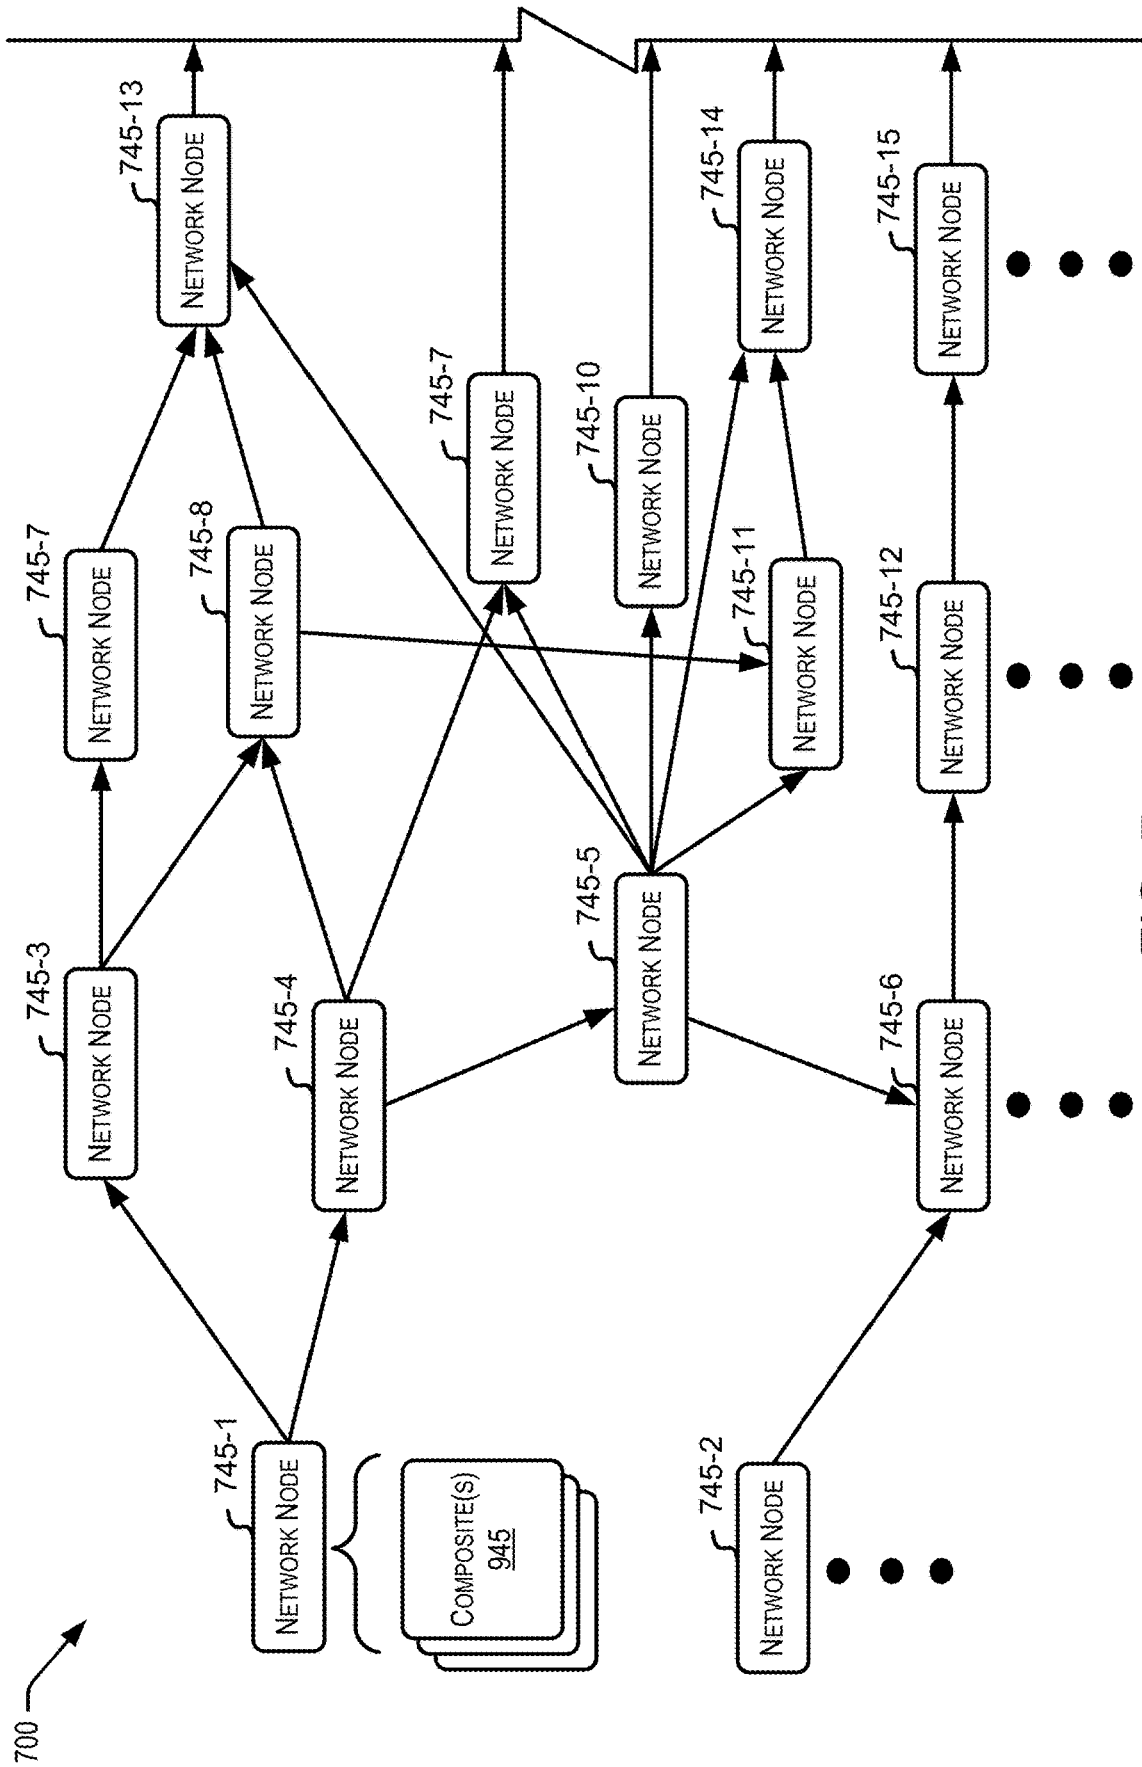 700
NETWORK NODE
745-1
COMPOSITE(S)
945
NETWORK NODE
745-2
NETWORK NODE
745-3
NETWORK NODE
745-4
NETWORK NODE
745-5
NETWORK NODE
745-6
NETWORK NODE
745-7
NETWORK NODE
745-8
NETWORK NODE
745-7
NETWORK NODE
745-10
NETWORK NODE
745-11
NETWORK NODE
745-12
NETWORK NODE
745-13
NETWORK NODE
745-14
NETWORK NODE
745-15